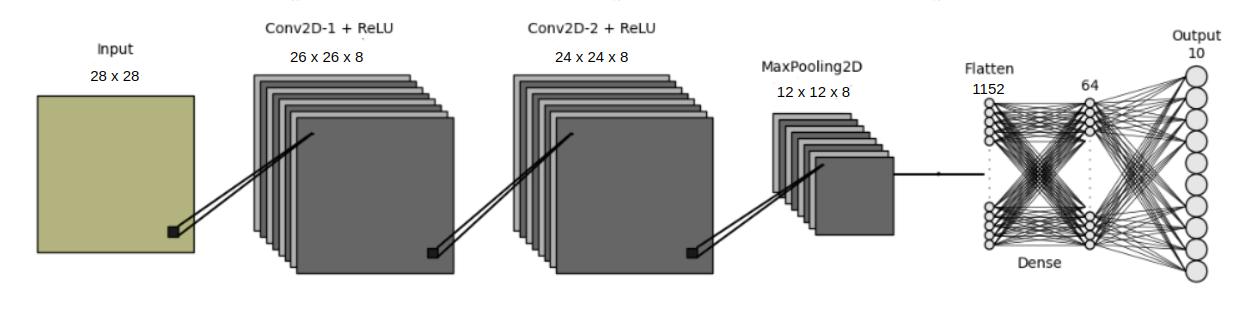 Input
28 x 28
Conv2D-1 + ReLU
26 x 26 x 8
Conv2D-2 + ReLU
24 x 24 x 8
MaxPooling2D
12 x 12 x 8
Flatten
1152
64
Dense
Output
10